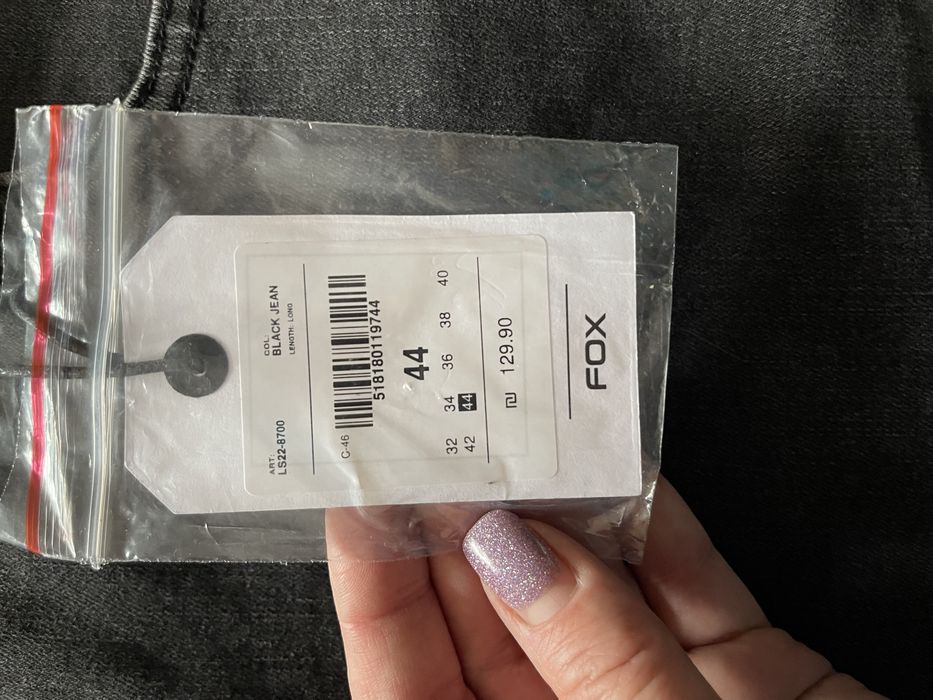 ART:
LS22-8700
COL:
BLACK JEAN
LENGTH: LONG
C-46
518180119744
44
32 34 36 38 40
42 44
₪ 129.90
FOX